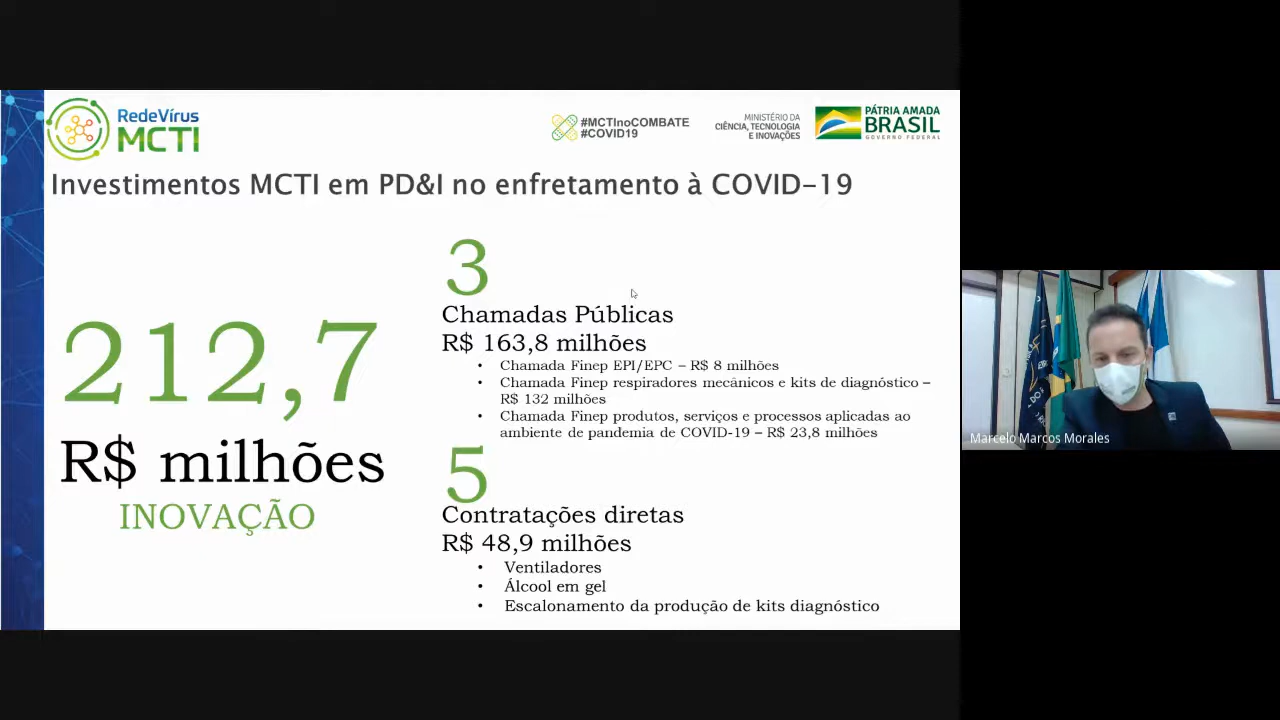 RedeVírus
MCTI
#MCTInoCOMBATE
#COVID19
MINISTÉRIO DA
CIÊNCIA, TECNOLOGIA
E INOVAÇÕES
PÁTRIA AMADA
BRASIL
GOVERNO FEDERAL
Investimentos MCTI em PD&I no enfretamento à COVID-19
212,7
R$ milhões
INOVAÇÃO
3
Chamadas Públicas
R$ 163,8 milhões
• Chamada Finep EPI/EPC – R$ 8 milhões
• Chamada Finep respiradores mecânicos e kits de diagnóstico –
R$ 132 milhões
• Chamada Finep produtos, serviços e processos aplicadas ao
ambiente de pandemia de COVID-19 – R$ 23,8 milhões
5
Contratações diretas
R$ 48,9 milhões
• Ventiladores
• Álcool em gel
• Escalonamento da produção de kits diagnóstico
Marcelo Marcos Morales